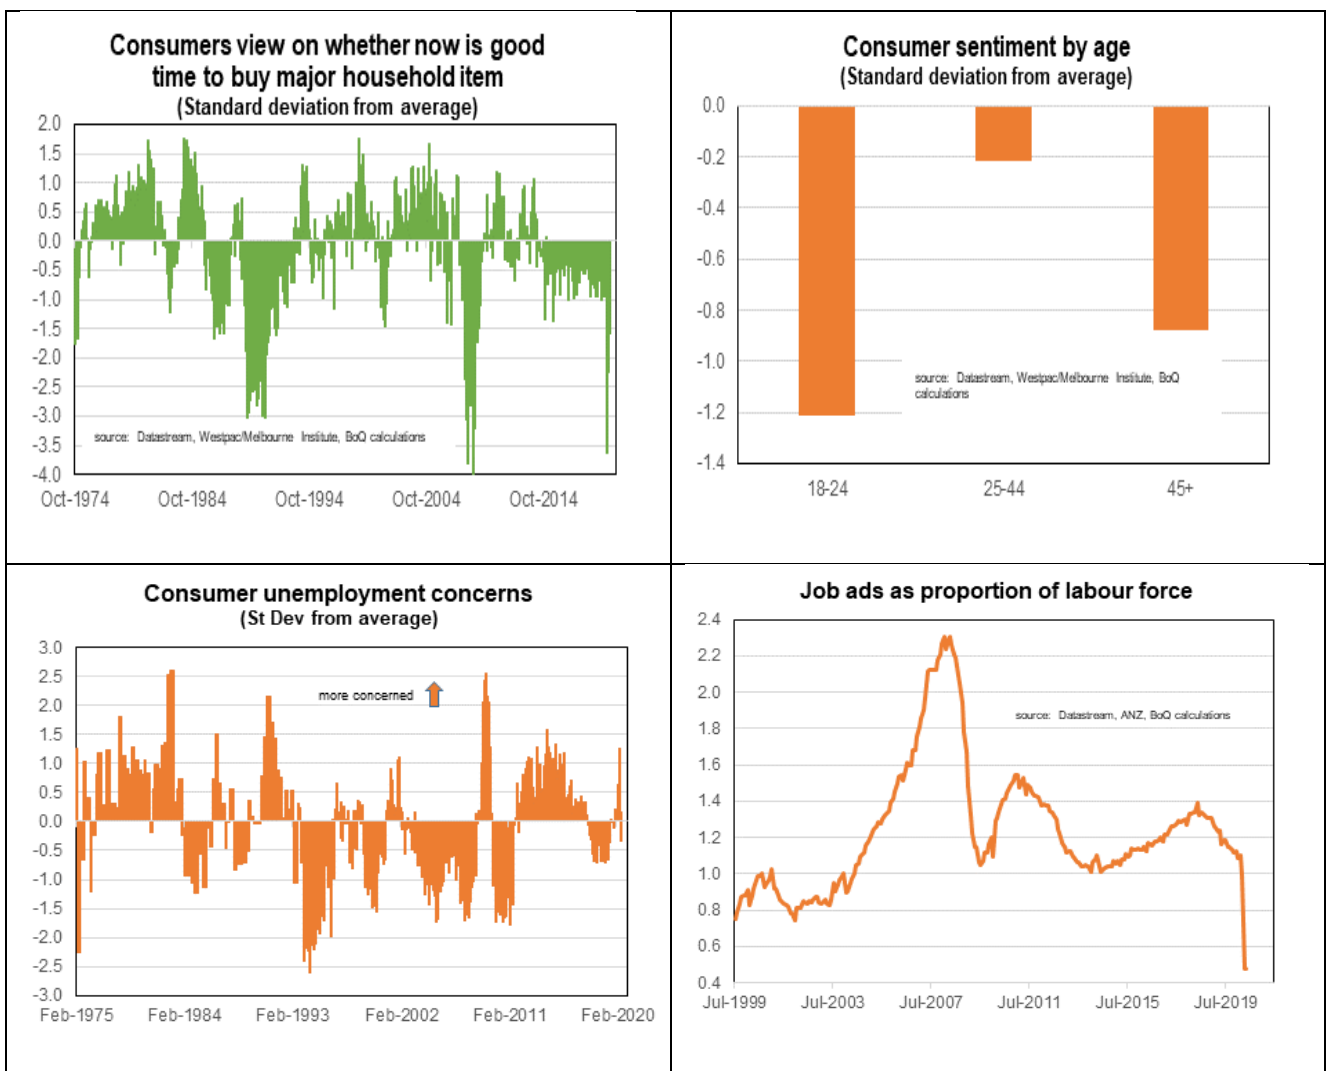 Consumers view on whether now is good
time to buy major household item
(Standard deviation from average)
2.0
1.5
1.0
0.5
0.0
-0.5
-1.0
-1.5
-2.0
-2.5
-3.0
-3.5
-4.0
source: Datastream, Westpac/Melbourne Institute, BoQ calculations
Oct-1974 Oct-1984 Oct-1994 Oct-2004 Oct-2014
Consumer sentiment by age
(Standard deviation from average)
0.0
-0.2
-0.4
-0.6
-0.8
-1.0
-1.2
-1.4
source: Datastream, Westpac/Melbourne Institute, BoQ
calculations
18-24 25-44 45+
Consumer unemployment concerns
(St Dev from average)
3.0
2.5
2.0
1.5
1.0
0.5
0.0
-0.5
-1.0
-1.5
-2.0
-2.5
-3.0
more concerned
Feb-1975 Feb-1984 Feb-1993 Feb-2002 Feb-2011 Feb-2020
Job ads as proportion of labour force
2.4
2.2
2.0
1.8
1.6
1.4
1.2
1.0
0.8
0.6
0.4
source: Datastream, ANZ, BoQ calculations
Jul-1999 Jul-2003 Jul-2007 Jul-2011 Jul-2015 Jul-2019